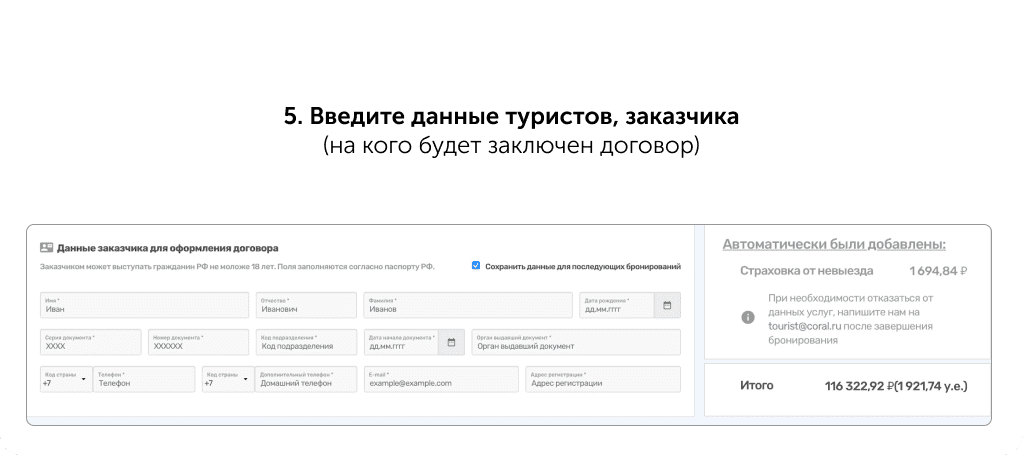 5. Введите данные туристов, заказчика
(на кого будет заключен договор)
Данные заказчика для оформления договора
Заказчиком может выступать гражданин РФ не моложе 18 лет. Поля заполняются согласно паспорту РФ.
Сохранить данные для последующих бронирований
Имя *
Иван
Отчество *
Иванович
Фамилия *
Иванов
Дата рождения *
дд.мм.гггг
Серия документа *
XXXX
Номер документа *
XXXXXX
Код подразделения *
Код подразделения
Дата начала документа *
дд.мм.гггг
Орган выдавший документ *
Орган выдавший документ
Код страны
+7
Телефон *
Телефон
Код страны
+7
Дополнительный телефон *
Домашний телефон
E-mail *
example@example.com
Адрес регистрации *
Адрес регистрации
Автоматически были добавлены:
Страховка от невыезда 1 694,84 ₽
При необходимости отказаться от
данных услуг, напишите нам на
tourist@coral.ru после завершения
бронирования
Итого 116 322,92 ₽(1 921,74 у.е.)